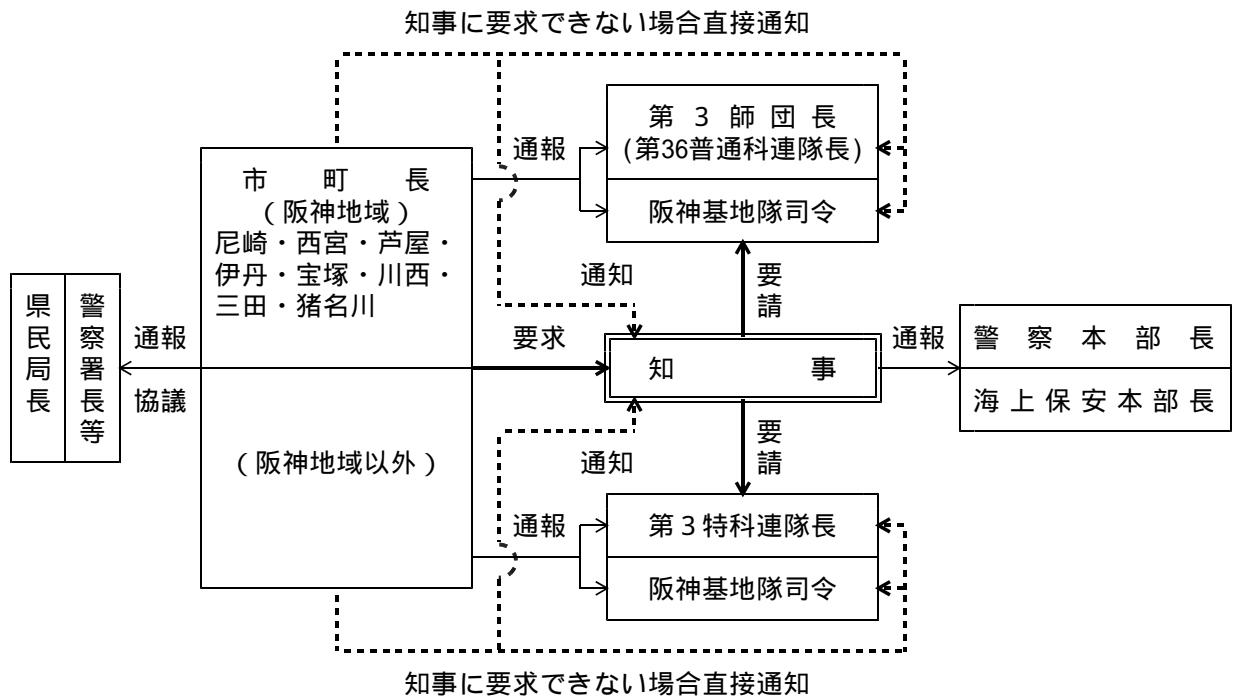 知事に要求できない場合直接通知
第３師団長
(第36普通科連隊長)
阪神基地隊司令
通報
市町長
（阪神地域）
尼崎・西宮・芦屋・
伊丹・宝塚・川西・
三田・猪名川
（阪神地域以外）
県民局長
警察署長等
通報
協議
通知
要請
要求
知事
通報
警察本部長
海上保安本部長
通知
要請
通報
第３特科連隊長
阪神基地隊司令
知事に要求できない場合直接通知